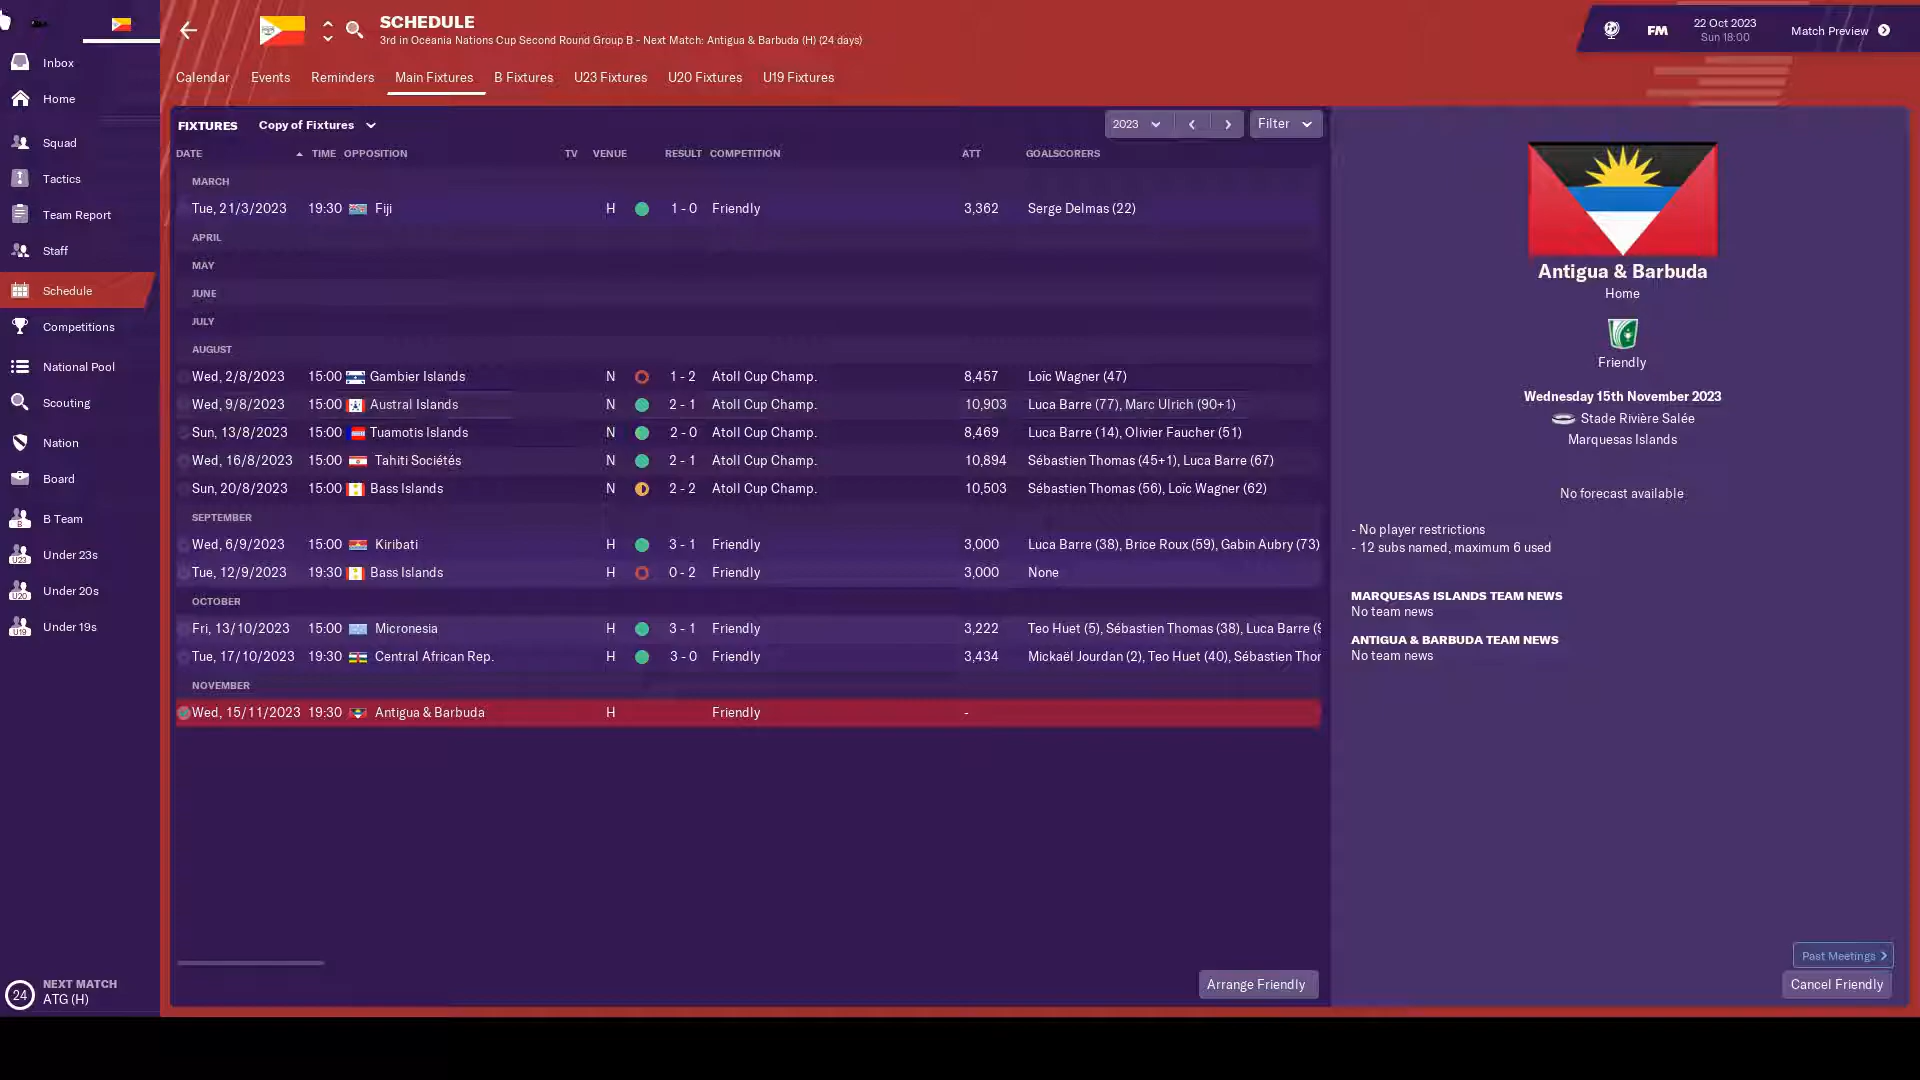 SCHEDULE
3rd in Oceania Nations Cup Second Round Group B - Next Match: Antigua & Barbuda (H) (24 days)
FM
22 Oct 2023
Sun 18:00
Match Preview
Calendar Events Reminders Main Fixtures B Fixtures U23 Fixtures U20 Fixtures U19 Fixtures
Inbox
Home
Squad
Tactics
Team Report
Staff
Schedule
Competitions
National Pool
Scouting
Nation
Board
B
B Team
U23
Under 23s
U20
Under 20s
U19
Under 19s
24
NEXT MATCH
ATG (H)
FIXTURES Copy of Fixtures 2023 Filter
DATE TIME OPPOSITION TV VENUE RESULT COMPETITION ATT GOALSCORERS
MARCH
Tue, 21/3/2023 19:30 Fiji H 1 - 0 Friendly 3,362 Serge Delmas (22)
APRIL
MAY
JUNE
JULY
AUGUST
Wed, 2/8/2023 15:00 Gambier Islands N 1 - 2 Atoll Cup Champ. 8,457 Loïc Wagner (47)
Wed, 9/8/2023 15:00 Austral Islands N 2 - 1 Atoll Cup Champ. 10,903 Luca Barre (77), Marc Ulrich (90+1)
Sun, 13/8/2023 15:00 Tuamotis Islands N 2 - 0 Atoll Cup Champ. 8,469 Luca Barre (14), Olivier Faucher (51)
Wed, 16/8/2023 15:00 Tahiti Sociétés N 2 - 1 Atoll Cup Champ. 10,894 Sébastien Thomas (45+1), Luca Barre (67)
Sun, 20/8/2023 15:00 Bass Islands N 2 - 2 Atoll Cup Champ. 10,503 Sébastien Thomas (56), Loïc Wagner (62)
SEPTEMBER
Wed, 6/9/2023 15:00 Kiribati H 3 - 1 Friendly 3,000 Luca Barre (38), Brice Roux (59), Gabin Aubry (73)
Tue, 12/9/2023 19:30 Bass Islands H 0 - 2 Friendly 3,000 None
OCTOBER
Fri, 13/10/2023 15:00 Micronesia H 3 - 1 Friendly 3,222 Teo Huet (5), Sébastien Thomas (38), Luca Barre (
Tue, 17/10/2023 19:30 Central African Rep. H 3 - 0 Friendly 3,434 Mickaël Jourdan (2), Teo Huet (40), Sébastien Thor
NOVEMBER
Wed, 15/11/2023 19:30 Antigua & Barbuda H Friendly -
Arrange Friendly
Antigua & Barbuda
Home
Friendly
Wednesday 15th November 2023
Stade Rivière Salée
Marquesas Islands
No forecast available
- No player restrictions
- 12 subs named, maximum 6 used
MARQUESAS ISLANDS TEAM NEWS
No team news
ANTIGUA & BARBUDA TEAM NEWS
No team news
Past Meetings
Cancel Friendly